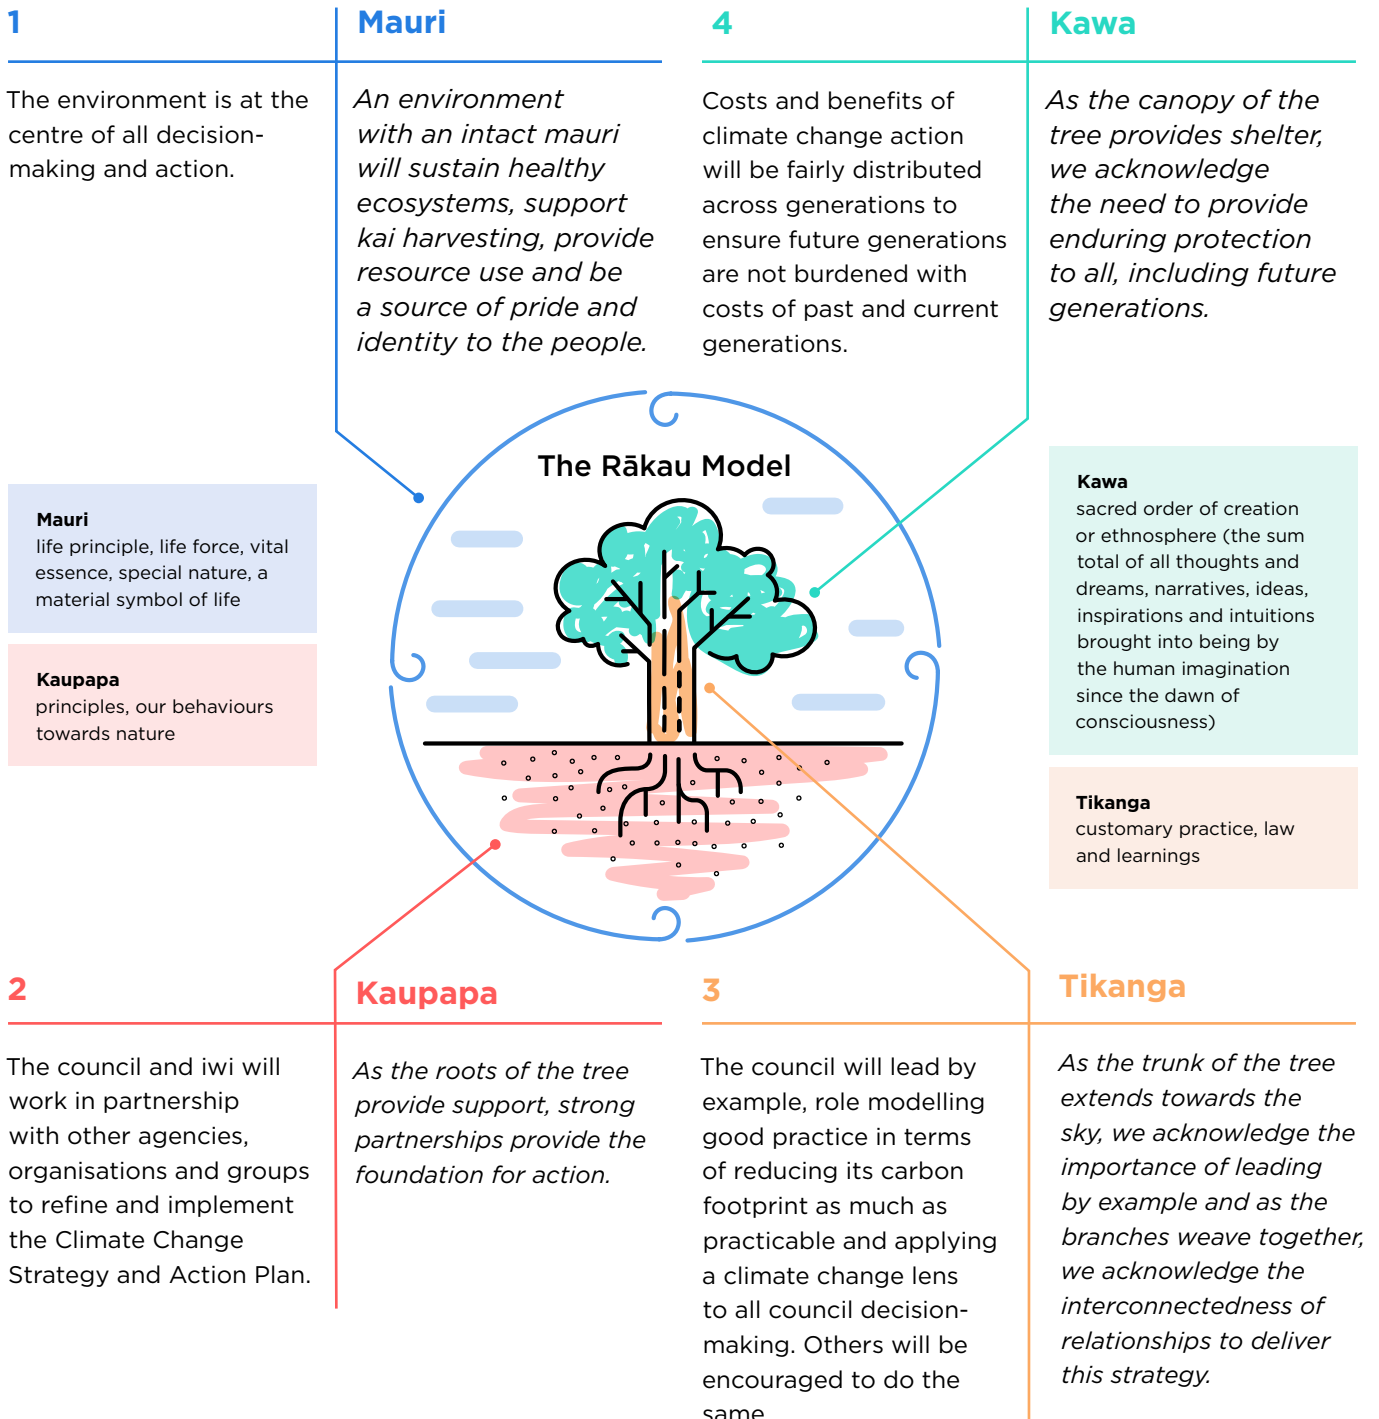 1
Mauri
The environment is at the
centre of all decision-
making and action.
An environment
with an intact mauri
will sustain healthy
ecosystems, support
kai harvesting, provide
resource use and be
a source of pride and
identity to the people.
4
Kawa
Costs and benefits of
climate change action
will be fairly distributed
across generations to
ensure future generations
are not burdened with
costs of past and current
generations.
As the canopy of the
tree provides shelter,
we acknowledge
the need to provide
enduring protection
to all, including future
generations.
The Rākau Model
Mauri
life principle, life force, vital
essence, special nature, a
material symbol of life
Kaupapa
principles, our behaviours
towards nature
Kawa
sacred order of creation
or ethnosphere (the sum
total of all thoughts and
dreams, narratives, ideas,
inspirations and intuitions
brought into being by
the human imagination
since the dawn of
consciousness)
Tikanga
customary practice, law
and learnings
2
Kaupapa
The council and iwi will
work in partnership
with other agencies,
organisations and groups
to refine and implement
the Climate Change
Strategy and Action Plan.
As the roots of the tree
provide support, strong
partnerships provide the
foundation for action.
3
Tikanga
The council will lead by
example, role modelling
good practice in terms
of reducing its carbon
footprint as much as
practicable and applying
a climate change lens
to all council decision-
making. Others will be
encouraged to do the
same
As the trunk of the tree
extends towards the
sky, we acknowledge the
importance of leading
by example and as the
branches weave together,
we acknowledge the
interconnectedness of
relationships to deliver
this strategy.